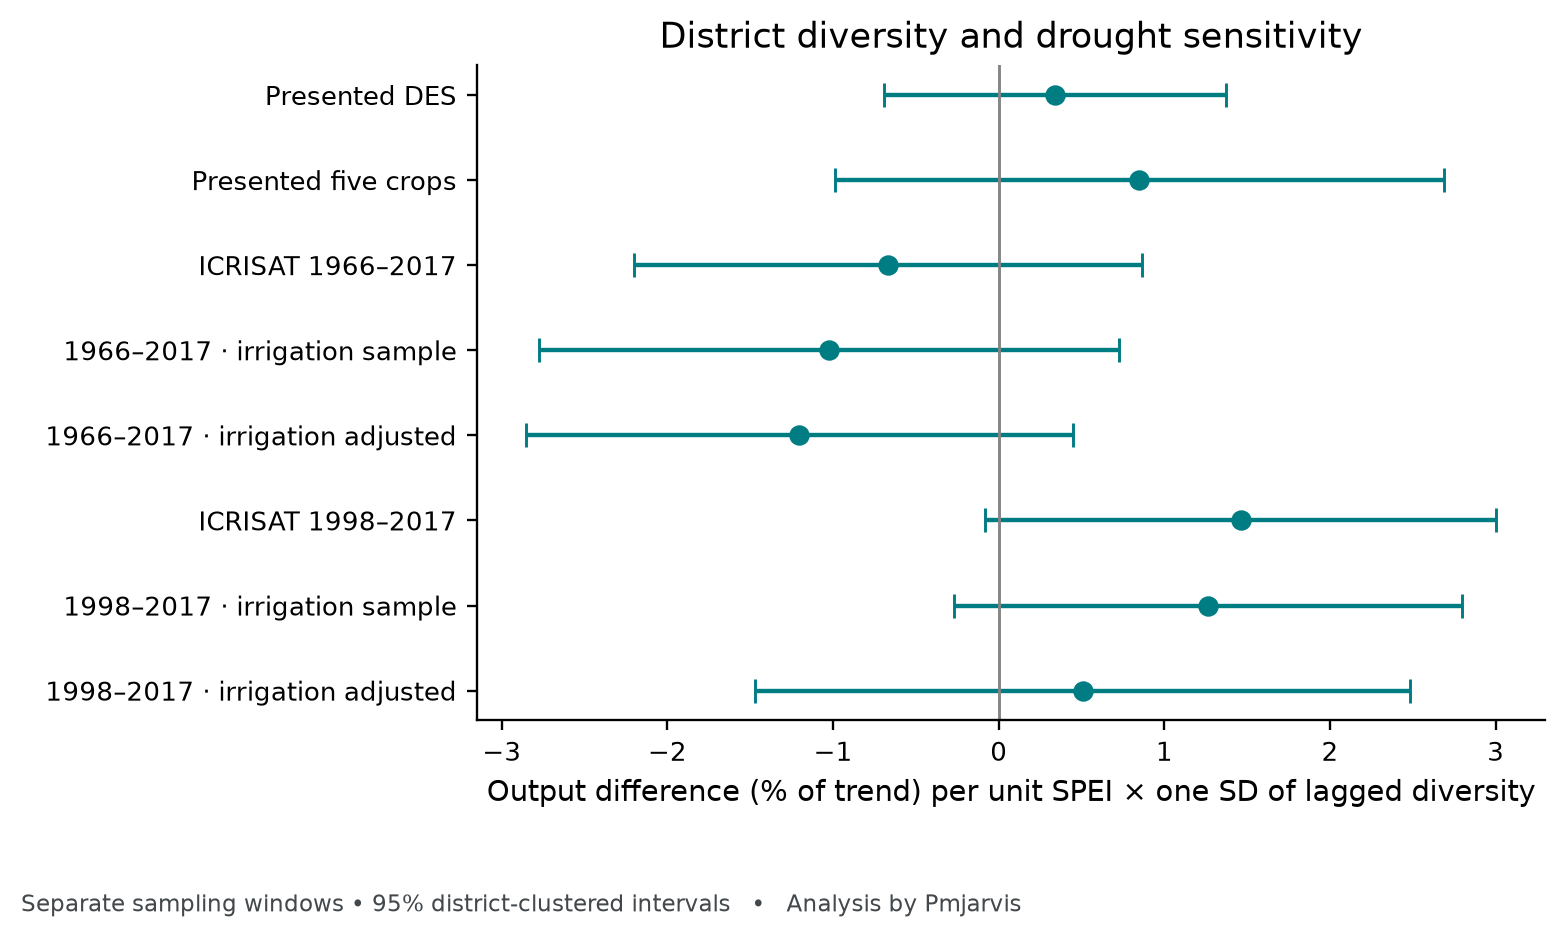 District diversity and drought sensitivity
Presented DES
Presented five crops
ICRISAT 1966–2017
1966–2017 · irrigation sample
1966–2017 · irrigation adjusted
ICRISAT 1998–2017
1998–2017 · irrigation sample
1998–2017 · irrigation adjusted
−3 −2 −1 0 1 2 3
Output difference (% of trend) per unit SPEI × one SD of lagged diversity
Separate sampling windows • 95% district-clustered intervals • Analysis by Pmjarvis